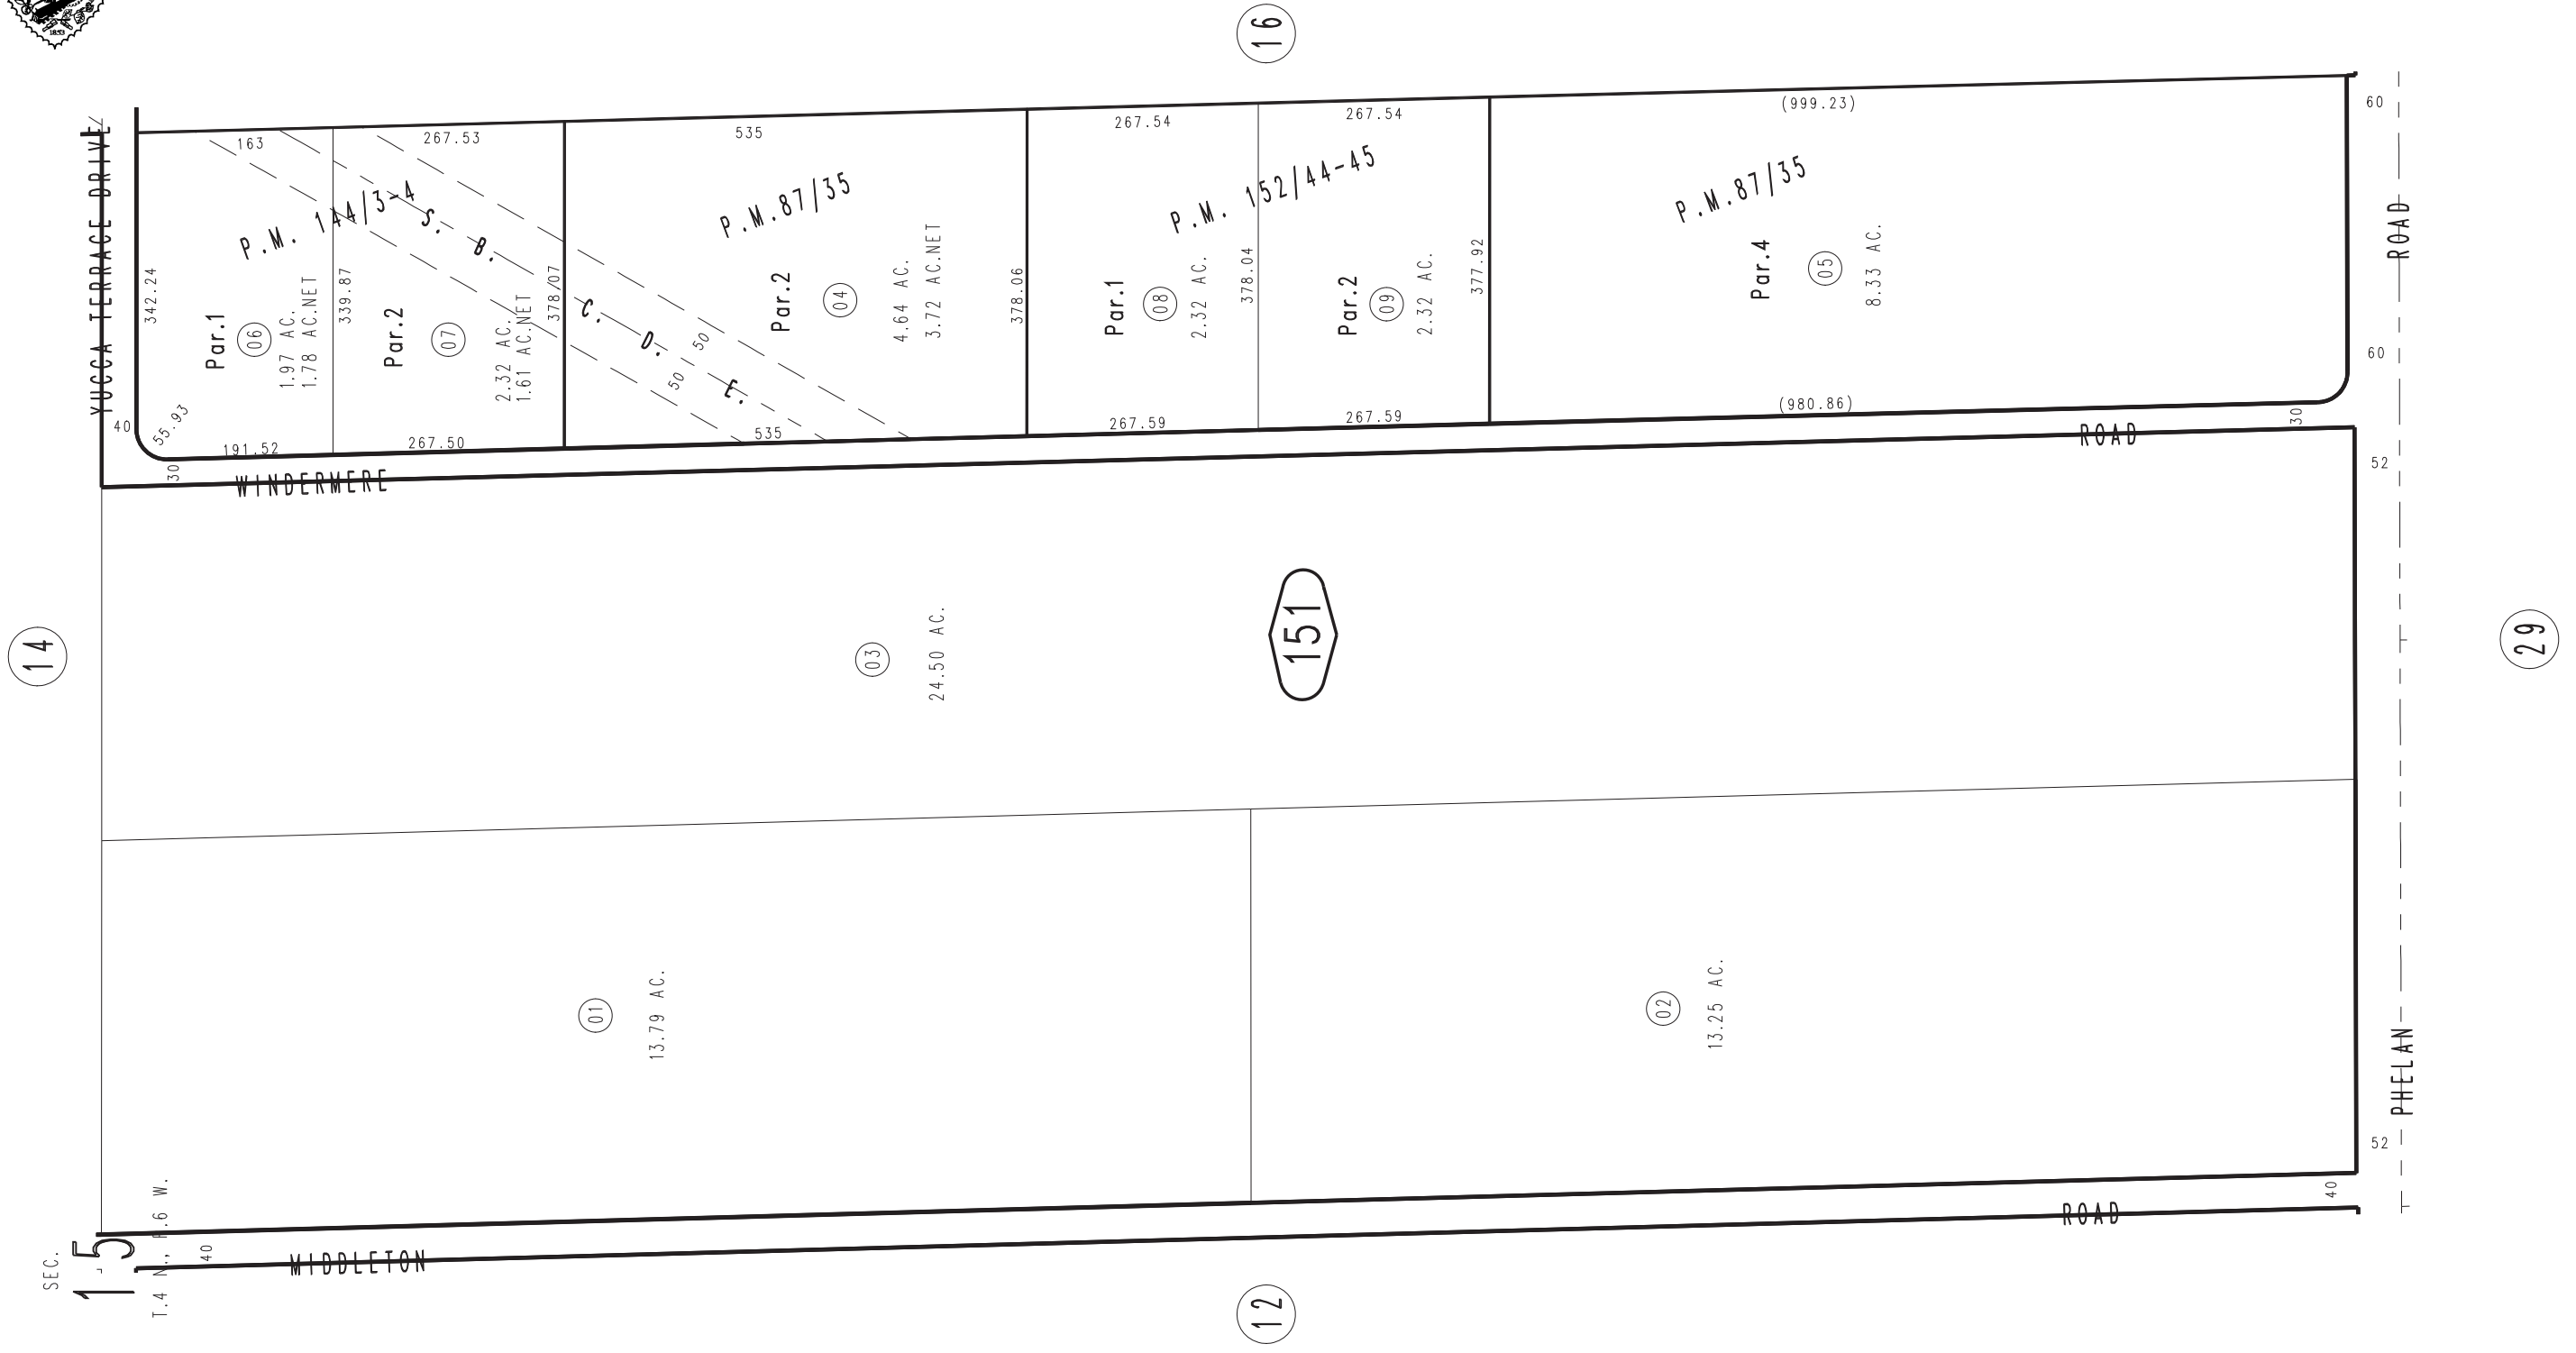 1853
16
YUCCA TERRACE DRIVE
163
267.53
535
267.54
267.54
(999.23)
60
P.M. 144/3-4
P.M.87/35
P.M. 152/44-45
P.M.87/35
S. B. C. D. E.
50
50
342.24
Par.1
06
1.97 AC.
1.78 AC.NET
339.87
Par.2
07
2.32 AC.
1.61 AC.NET
378/07
Par.2
04
4.64 AC.
3.72 AC.NET
378.06
Par.1
08
2.32 AC.
378.04
Par.2
09
2.32 AC.
377.92
Par.4
05
8.33 AC.
ROAD
60
40
55.93
191.52
267.50
535
267.59
267.59
(980.86)
30
30
WINDERMERE
ROAD
52
14
03
24.50 AC.
151
29
01
13.79 AC.
02
13.25 AC.
PHELAN
52
SEC.
15
T.4 N., R.6 W.
40
MIDDLETON
ROAD
40
12